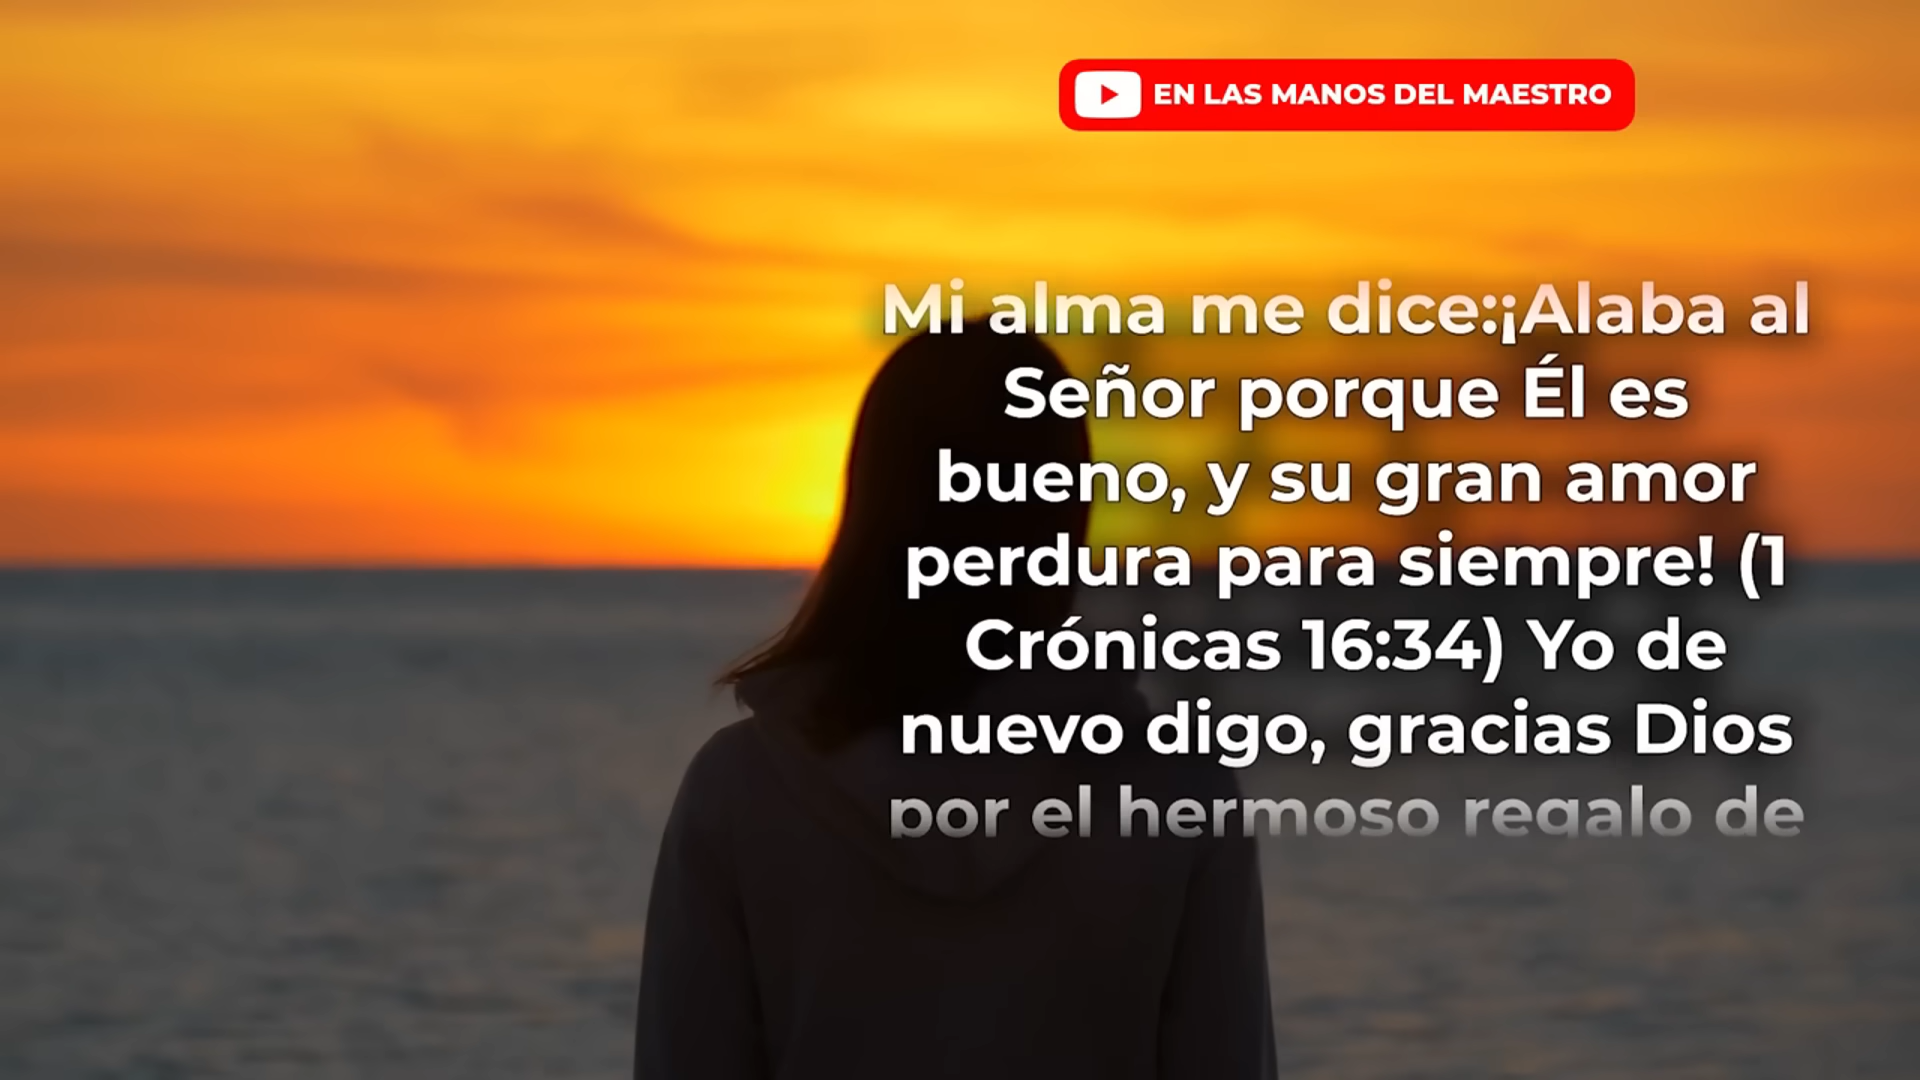 EN LAS MANOS DEL MAESTRO
Mi alma me dice:¡Alaba al
Señor porque Él es
bueno, y su gran amor
perdura para siempre! (1
Crónicas 16:34) Yo de
nuevo digo, gracias Dios
por el hermoso regalo de